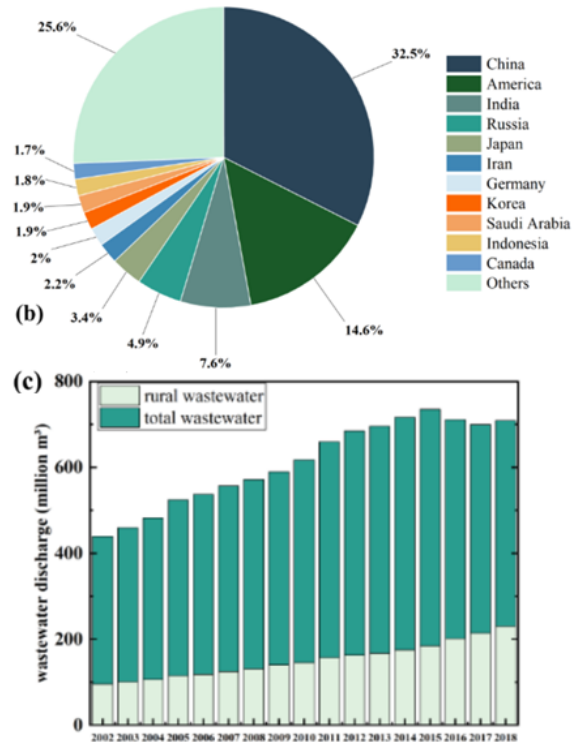 25.6%
32.5%
China
America
India
Russia
Japan
Iran
Germany
Korea
Saudi Arabia
Indonesia
Canada
Others
1.7%
1.8%
1.9%
1.9%
2%
2.2%
3.4%
4.9%
7.6%
14.6%
(b)
(c)
800
600
400
200
0
wastewater discharge (million m³)
rural wastewater
total wastewater
2002 2003 2004 2005 2006 2007 2008 2009 2010 2011 2012 2013 2014 2015 2016 2017 2018